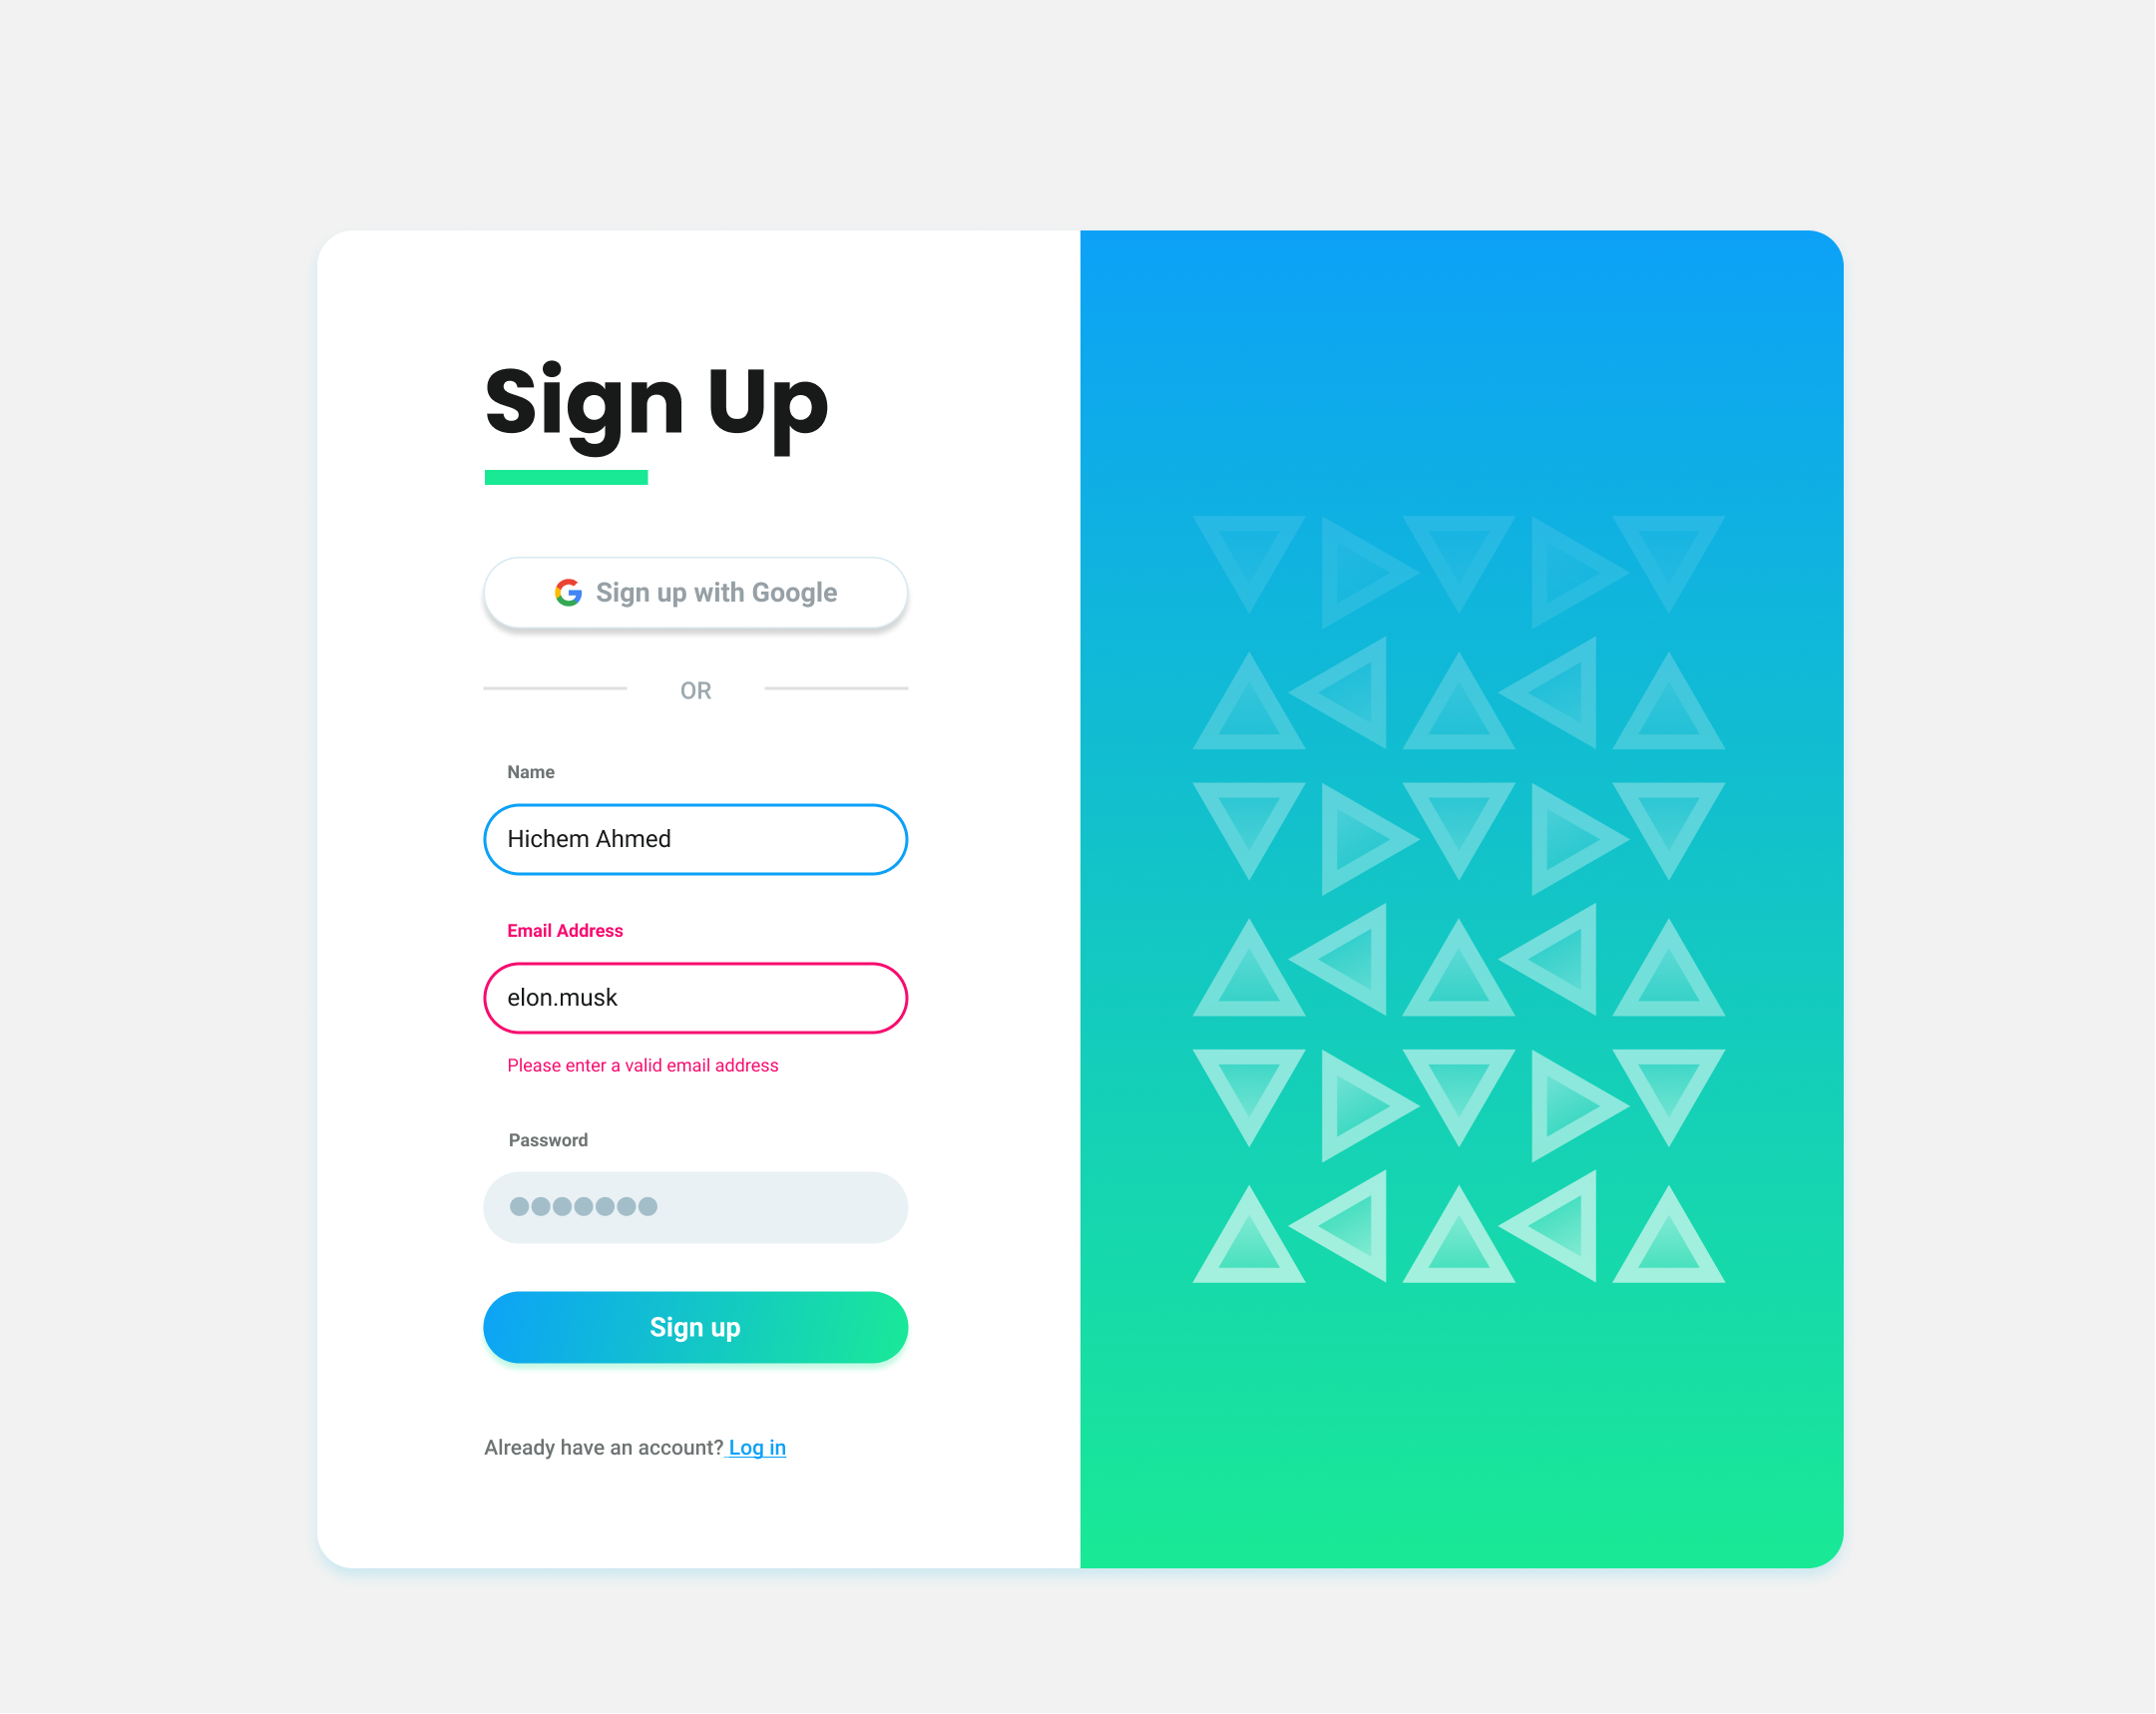 Sign Up
Sign up with Google
OR
Name
Hichem Ahmed
Email Address
elon.musk
Please enter a valid email address
Password
Sign up
Already have an account? Log in